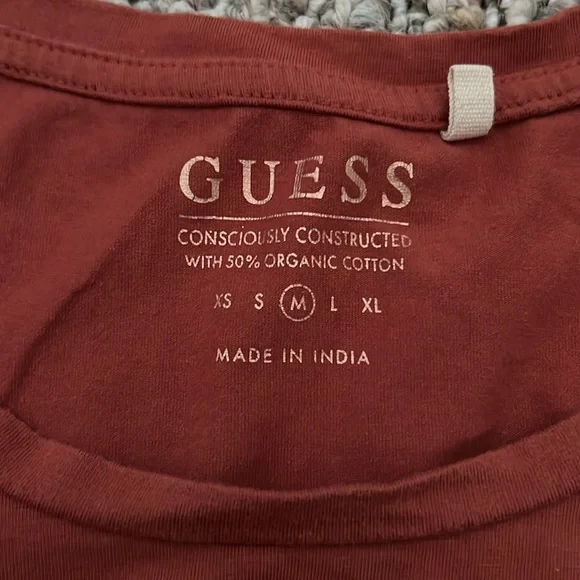 GUESS
CONSCIOUSLY CONSTRUCTED
WITH 50% ORGANIC COTTON
XS S M L XL
MADE IN INDIA